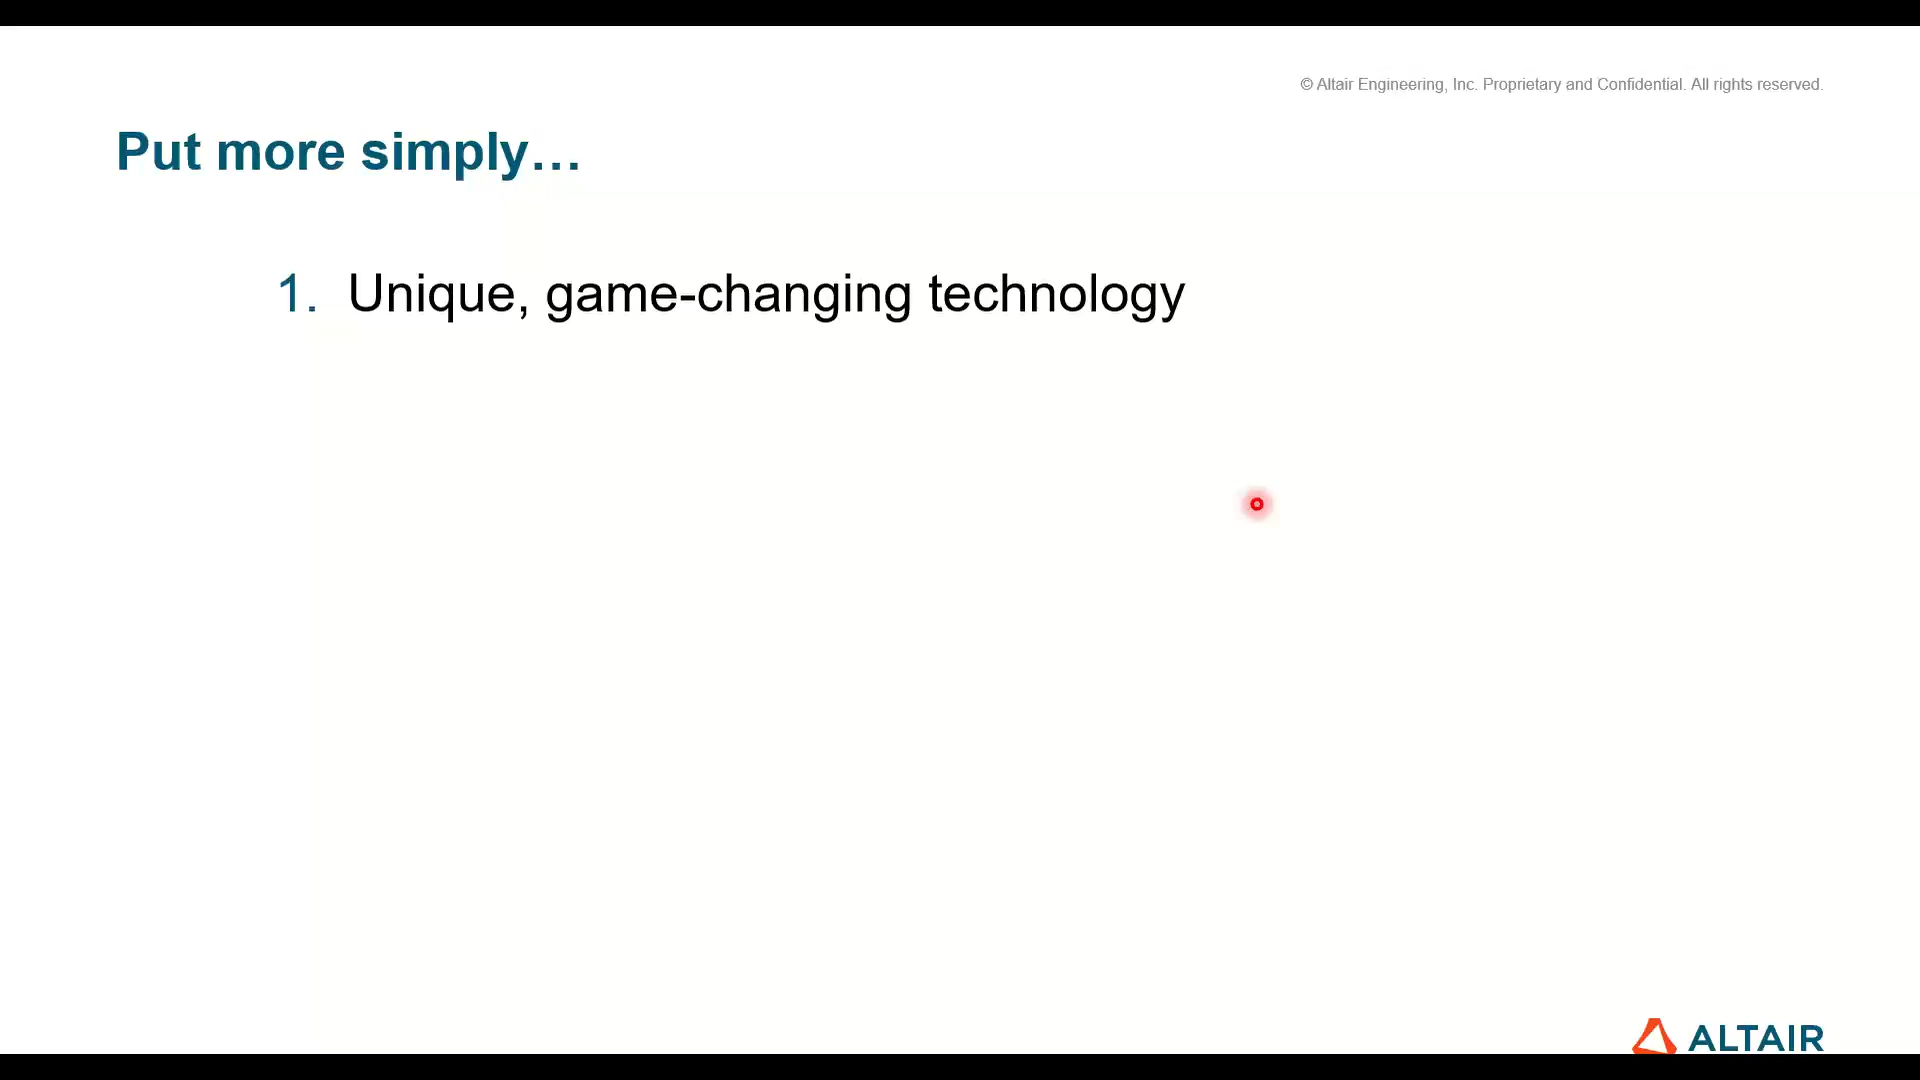 © Altair Engineering, Inc. Proprietary and Confidential. All rights reserved.
Put more simply…
1. Unique, game-changing technology
ALTAIR